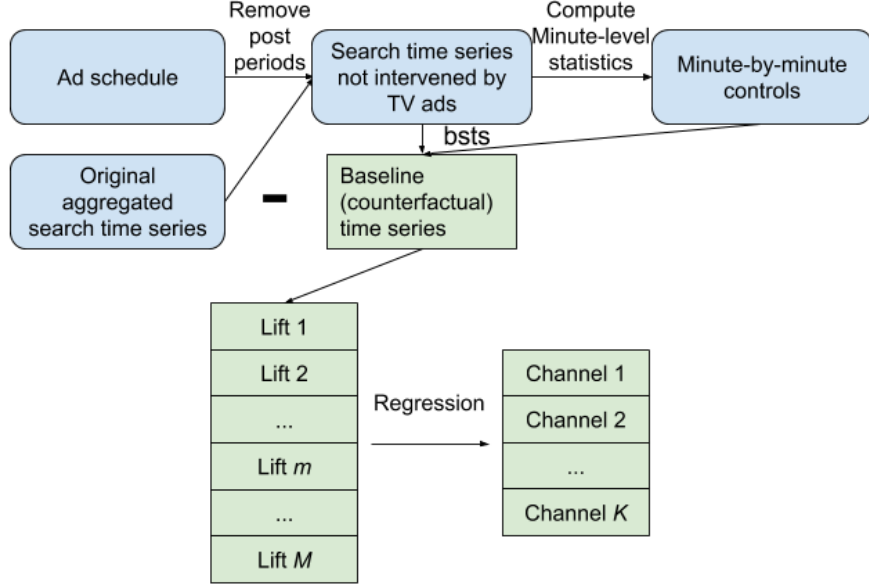 Ad schedule
Remove
post
periods
Search time series
not intervened by
TV ads
Compute
Minute-level
statistics
Minute-by-minute
controls
bsts
Original
aggregated
search time series
-
Baseline
(counterfactual)
time series
Lift 1
Lift 2
...
Lift m
...
Lift M
Regression
Channel 1
Channel 2
...
Channel K